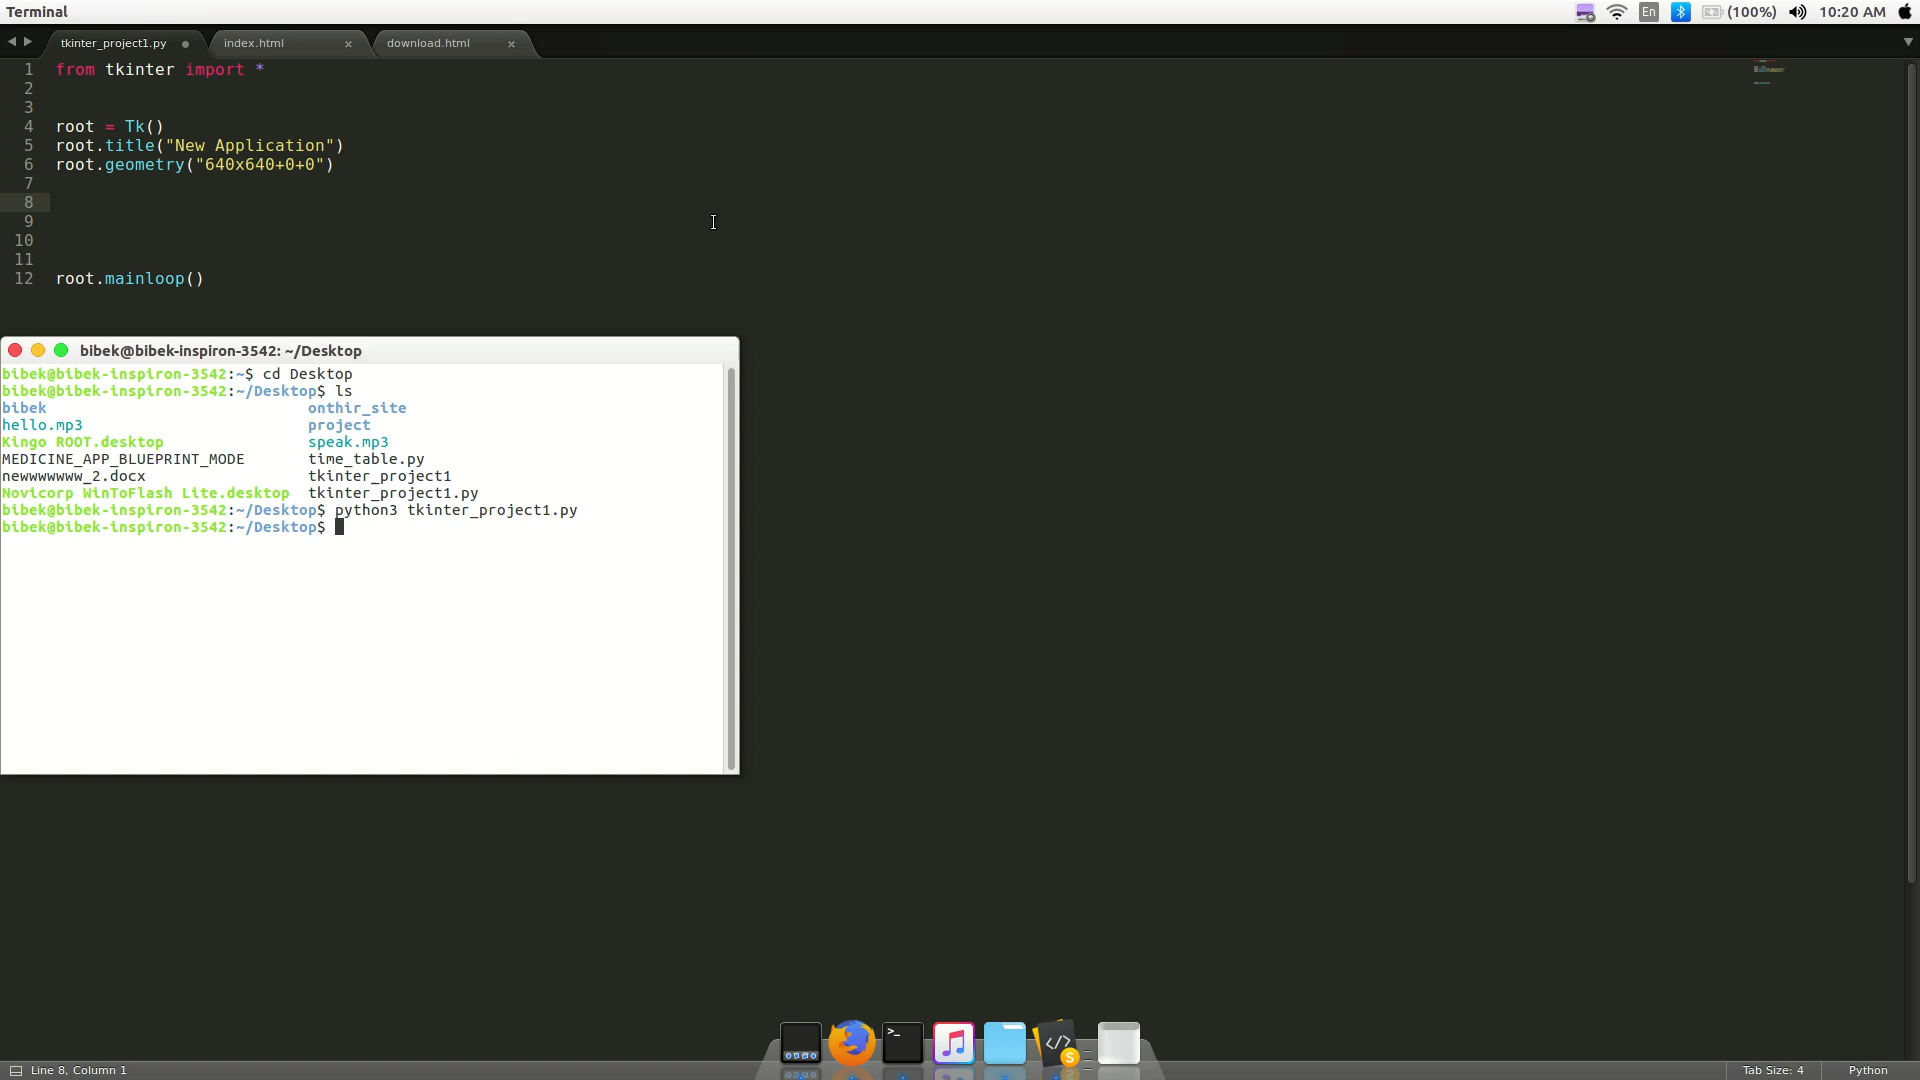 Terminal
En
(100%)
10:20 AM
tkinter_project1.py
index.html
download.html
1 from tkinter import *
2
3
4 root = Tk()
5 root.title("New Application")
6 root.geometry("640x640+0+0")
7
8
9
10
11
12 root.mainloop()
bibek@bibek-inspiron-3542: ~/Desktop
bibek@bibek-inspiron-3542:~$ cd Desktop
bibek@bibek-inspiron-3542:~/Desktop$ ls
bibek onthir_site
hello.mp3 project
Kingo ROOT.desktop speak.mp3
MEDICINE_APP_BLUEPRINT_MODE time_table.py
newwwwwww_2.docx tkinter_project1
Novicorp WinToFlash Lite.desktop tkinter_project1.py
bibek@bibek-inspiron-3542:~/Desktop$ python3 tkinter_project1.py
bibek@bibek-inspiron-3542:~/Desktop$
>_
</>
S
Line 8, Column 1
Tab Size: 4
Python